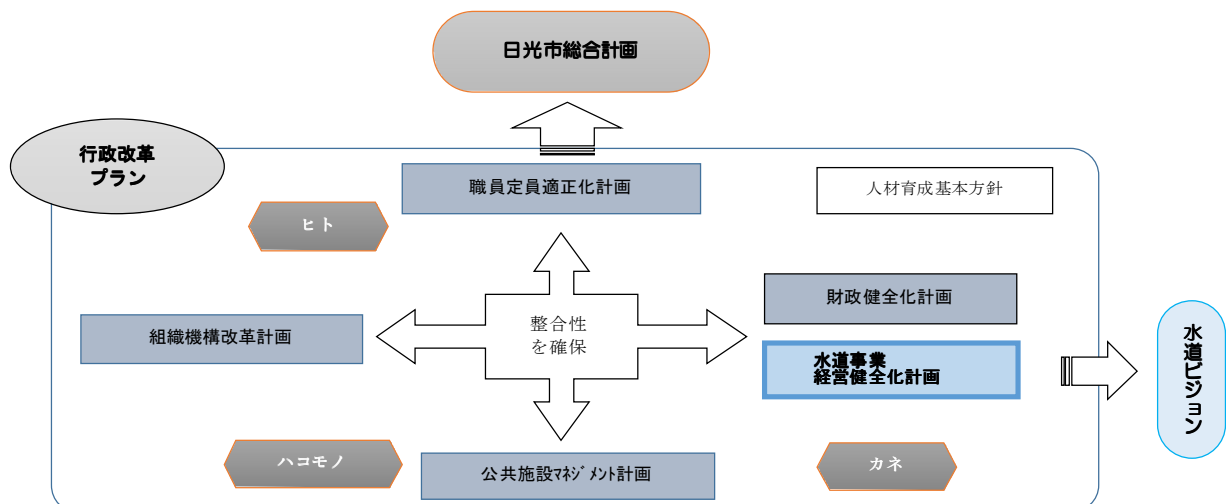 日光市総合計画
行政改革
プラン
職員定員適正化計画
人材育成基本方針
ヒト
財政健全化計画
組織機構改革計画
整合性
を確保
水道事業
経営健全化計画
水道ビジョン
ハコモノ
公共施設ﾏﾈｼﾞﾒﾝﾄ計画
カネ